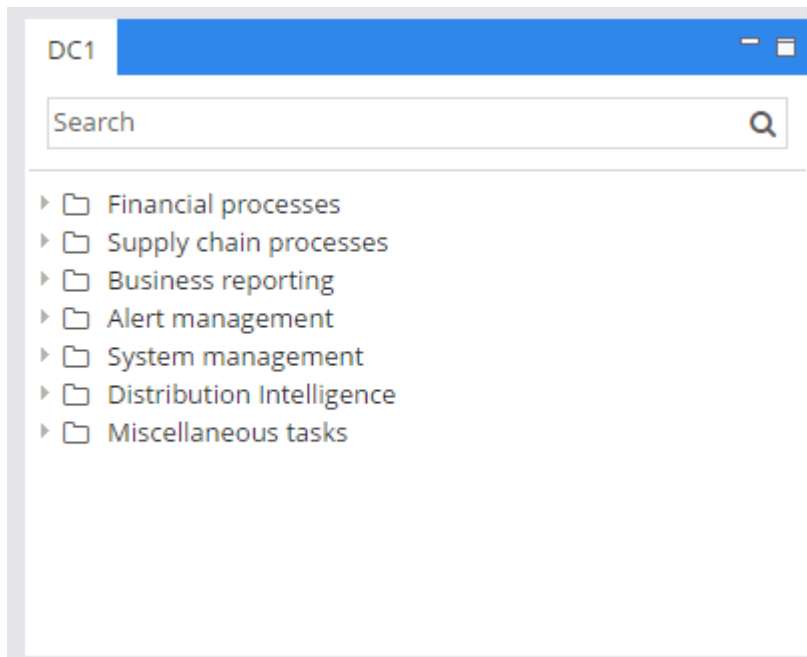 DC1
Search
Financial processes
Supply chain processes
Business reporting
Alert management
System management
Distribution Intelligence
Miscellaneous tasks